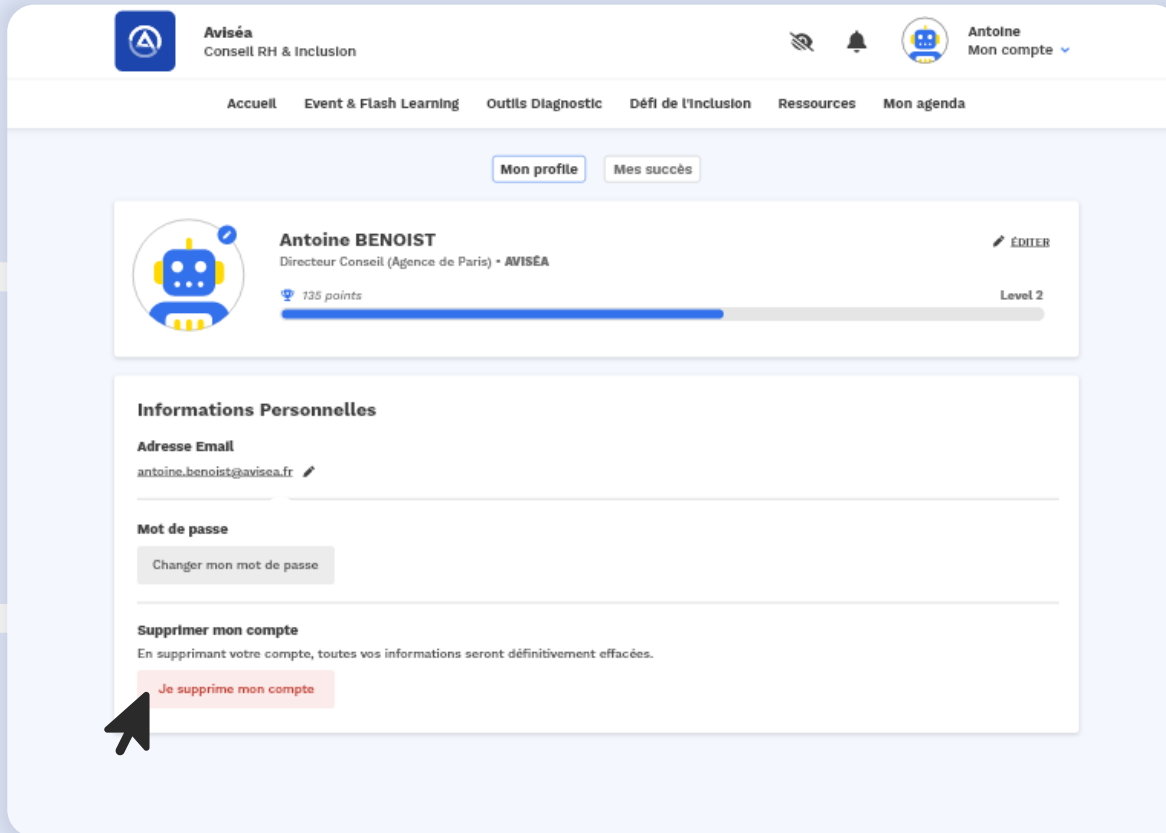 Aviséa
Conseil RH & Inclusion
Antoine
Mon compte
Accueil Event & Flash Learning Outils Diagnostic Défi de l'Inclusion Ressources Mon agenda
Mon profile Mes succès
Antoine BENOIST
ÉDITER
Directeur Conseil (Agence de Paris) • AVISÉA
135 points
Level 2
Informations Personnelles
Adresse Email
antoine.benoist@avisea.fr
Mot de passe
Changer mon mot de passe
Supprimer mon compte
En supprimant votre compte, toutes vos informations seront définitivement effacées.
Je supprime mon compte